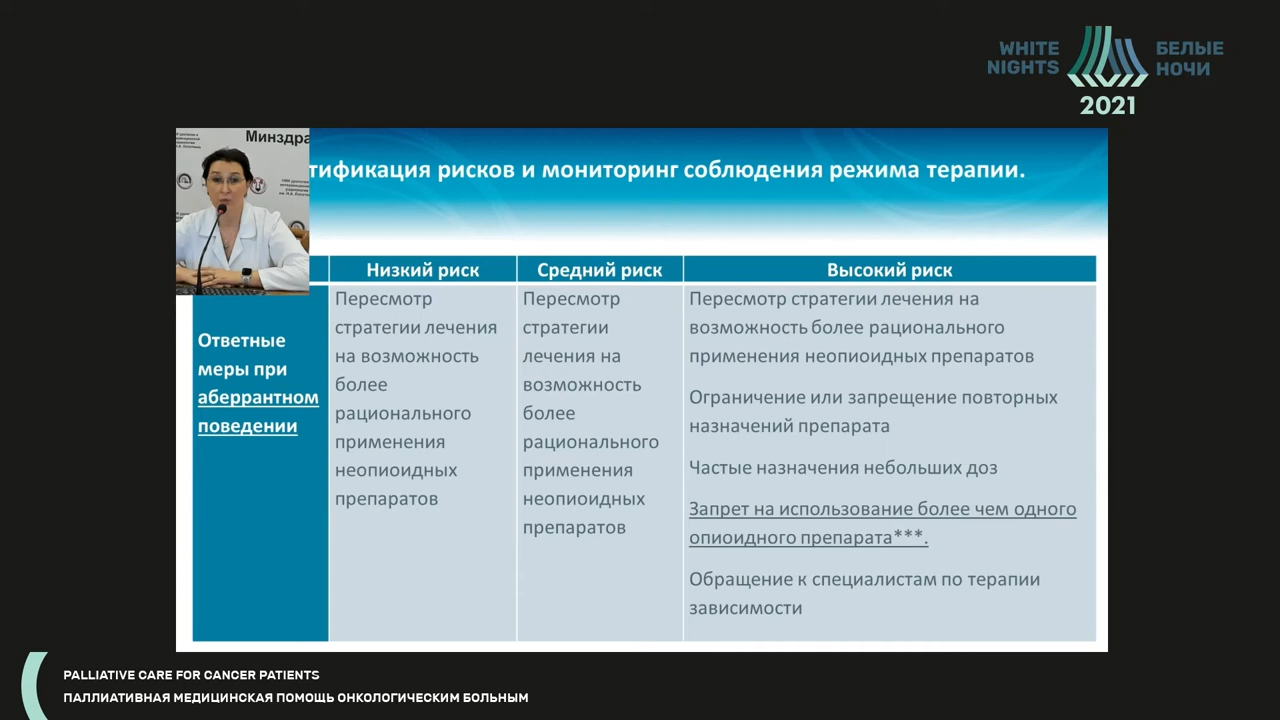 WHITE
NIGHTS
БЕЛЫЕ
НОЧИ
2021
Минздра
тификация рисков и мониторинг соблюдения режима терапии.
Низкий риск
Средний риск
Высокий риск
Ответные
меры при
аберрантном
поведении
Пересмотр
стратегии лечения
на возможность
более
рационального
применения
неопиоидных
препаратов
Пересмотр
стратегии
лечения на
возможность
более
рационального
применения
неопиоидных
препаратов
Пересмотр стратегии лечения на
возможность более рационального
применения неопиоидных препаратов
Ограничение или запрещение повторных
назначений препарата
Частые назначения небольших доз
Запрет на использование более чем одного
опиоидного препарата***.
Обращение к специалистам по терапии
зависимости
PALLIATIVE CARE FOR CANCER PATIENTS
ПАЛЛИАТИВНАЯ МЕДИЦИНСКАЯ ПОМОЩЬ ОНКОЛОГИЧЕСКИМ БОЛЬНЫМ